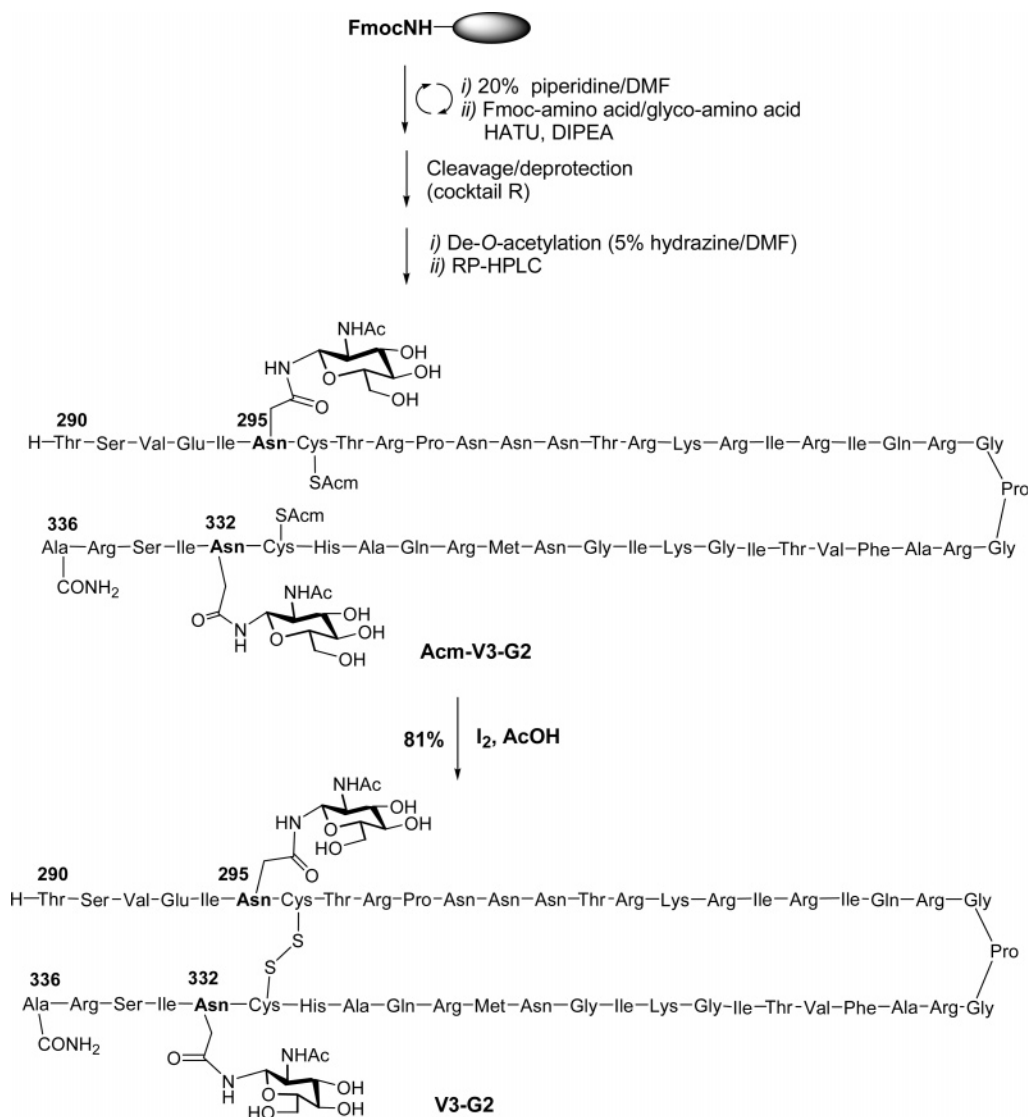 FmocNH
i) 20% piperidine/DMF
ii) Fmoc-amino acid/glyco-amino acid
HATU, DIPEA
Cleavage/deprotection
(cocktail R)
i) De-O-acetylation (5% hydrazine/DMF)
ii) RP-HPLC
NHAc
HN
O
OH
OH
OH
O
290
295
H-Thr-Ser-Val-Glu-Ile-Asn-Cys-Thr-Arg-Pro-Asn-Asn-Asn-Thr-Arg-Lys-Arg-Ile-Arg-Ile-Gln-Arg-Gly
SAcm
Pro
SAcm
336
332
Ala-Arg-Ser-Ile-Asn-Cys-His-Ala-Gln-Arg-Met-Asn-Gly-Ile-Lys-Gly-Ile-Thr-Val-Phe-Ala-Arg-Gly
CONH2
O
N
H
NHAc
O
OH
OH
OH
Acm-V3-G2
81%
I2, AcOH
NHAc
HN
O
OH
OH
HO
O
290
295
H-Thr-Ser-Val-Glu-Ile-Asn-Cys-Thr-Arg-Pro-Asn-Asn-Asn-Thr-Arg-Lys-Arg-Ile-Arg-Ile-Gln-Arg-Gly
S
S
Pro
336
332
Ala-Arg-Ser-Ile-Asn-Cys-His-Ala-Gln-Arg-Met-Asn-Gly-Ile-Lys-Gly-Ile-Thr-Val-Phe-Ala-Arg-Gly
CONH2
O
N
H
NHAc
O
OH
OH
HO
V3-G2